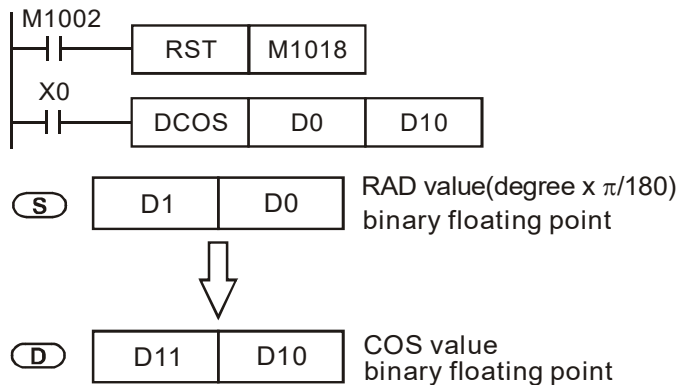 M1002
RST M1018
X0
DCOS D0 D10
S D1 D0 RAD value(degree x π/180)
binary floating point
D D11 D10 COS value
binary floating point